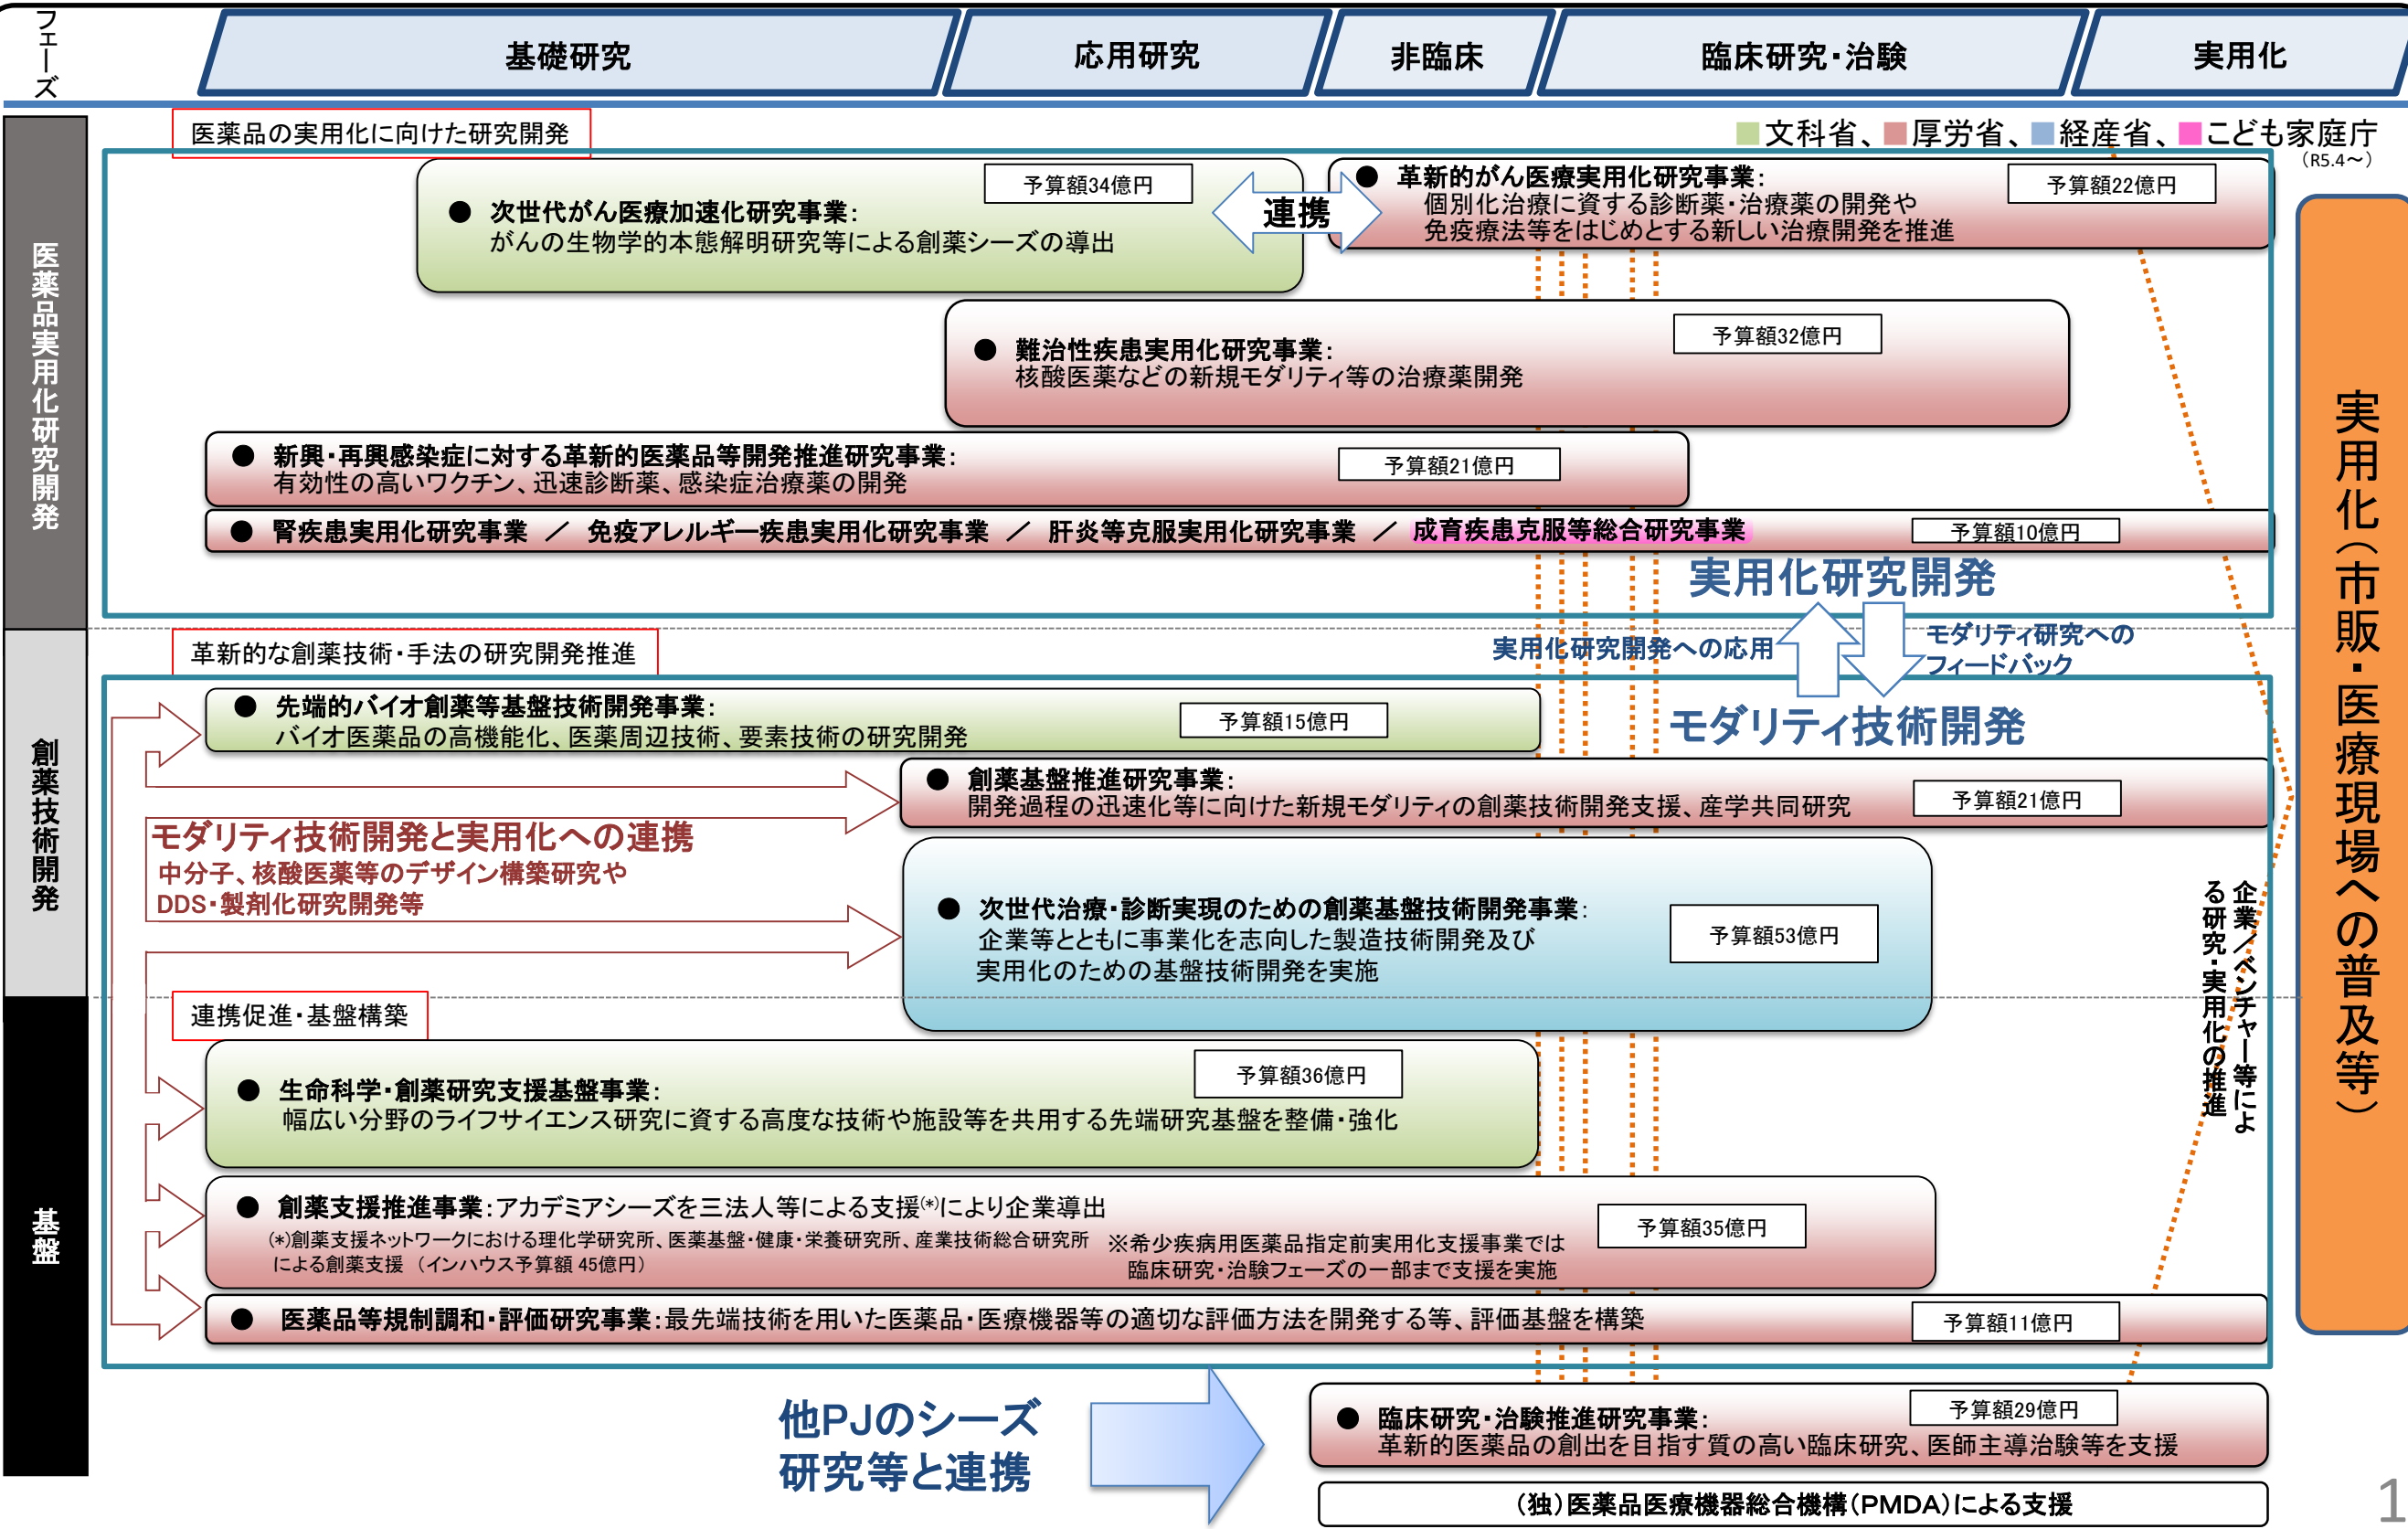 フェーズ
基礎研究
応用研究
非臨床
臨床研究・治験
実用化
医薬品の実用化に向けた研究開発
■文科省、■厚労省、■経産省、■こども家庭庁
（R5.4～）
医薬品実用化研究開発
予算額34億円
● 次世代がん医療加速化研究事業：
がんの生物学的本態解明研究等による創薬シーズの導出
連携
● 革新的がん医療実用化研究事業：
予算額22億円
個別化治療に資する診断薬・治療薬の開発や
免疫療法等をはじめとする新しい治療開発を推進
予算額32億円
● 難治性疾患実用化研究事業：
核酸医薬などの新規モダリティ等の治療薬開発
● 新興・再興感染症に対する革新的医薬品等開発推進研究事業：
予算額21億円
有効性の高いワクチン、迅速診断薬、感染症治療薬の開発
● 腎疾患実用化研究事業 ／ 免疫アレルギー疾患実用化研究事業 ／ 肝炎等克服実用化研究事業 ／ 成育疾患克服等総合研究事業
予算額10億円
実用化研究開発
実用化研究開発への応用
モダリティ研究への
フィードバック
モダリティ技術開発
革新的な創薬技術・手法の研究開発推進
創薬技術開発
● 先端的バイオ創薬等基盤技術開発事業：
予算額15億円
バイオ医薬品の高機能化、医薬周辺技術、要素技術の研究開発
● 創薬基盤推進研究事業：
予算額21億円
開発過程の迅速化等に向けた新規モダリティの創薬技術開発支援、産学共同研究
モダリティ技術開発と実用化への連携
中分子、核酸医薬等のデザイン構築研究や
DDS・製剤化研究開発等
● 次世代治療・診断実現のための創薬基盤技術開発事業：
予算額53億円
企業等とともに事業化を志向した製造技術開発及び
実用化のための基盤技術開発を実施
企業／ベンチャー等によ
る研究・実用化の推進
実用化（市販・医療現場への普及等）
連携促進・基盤構築
基盤
予算額36億円
● 生命科学・創薬研究支援基盤事業：
幅広い分野のライフサイエンス研究に資する高度な技術や施設等を共用する先端研究基盤を整備・強化
● 創薬支援推進事業：アカデミアシーズを三法人等による支援(*)により企業導出
予算額35億円
(*)創薬支援ネットワークにおける理化学研究所、医薬基盤・健康・栄養研究所、産業技術総合研究所
による創薬支援 （インハウス予算額 45億円）
※希少疾病用医薬品指定前実用化支援事業では
臨床研究・治験フェーズの一部まで支援を実施
● 医薬品等規制調和・評価研究事業：最先端技術を用いた医薬品・医療機器等の適切な評価方法を開発する等、評価基盤を構築
予算額11億円
他PJのシーズ
研究等と連携
● 臨床研究・治験推進研究事業：
予算額29億円
革新的医薬品の創出を目指す質の高い臨床研究、医師主導治験等を支援
（独）医薬品医療機器総合機構（PMDA）による支援
1